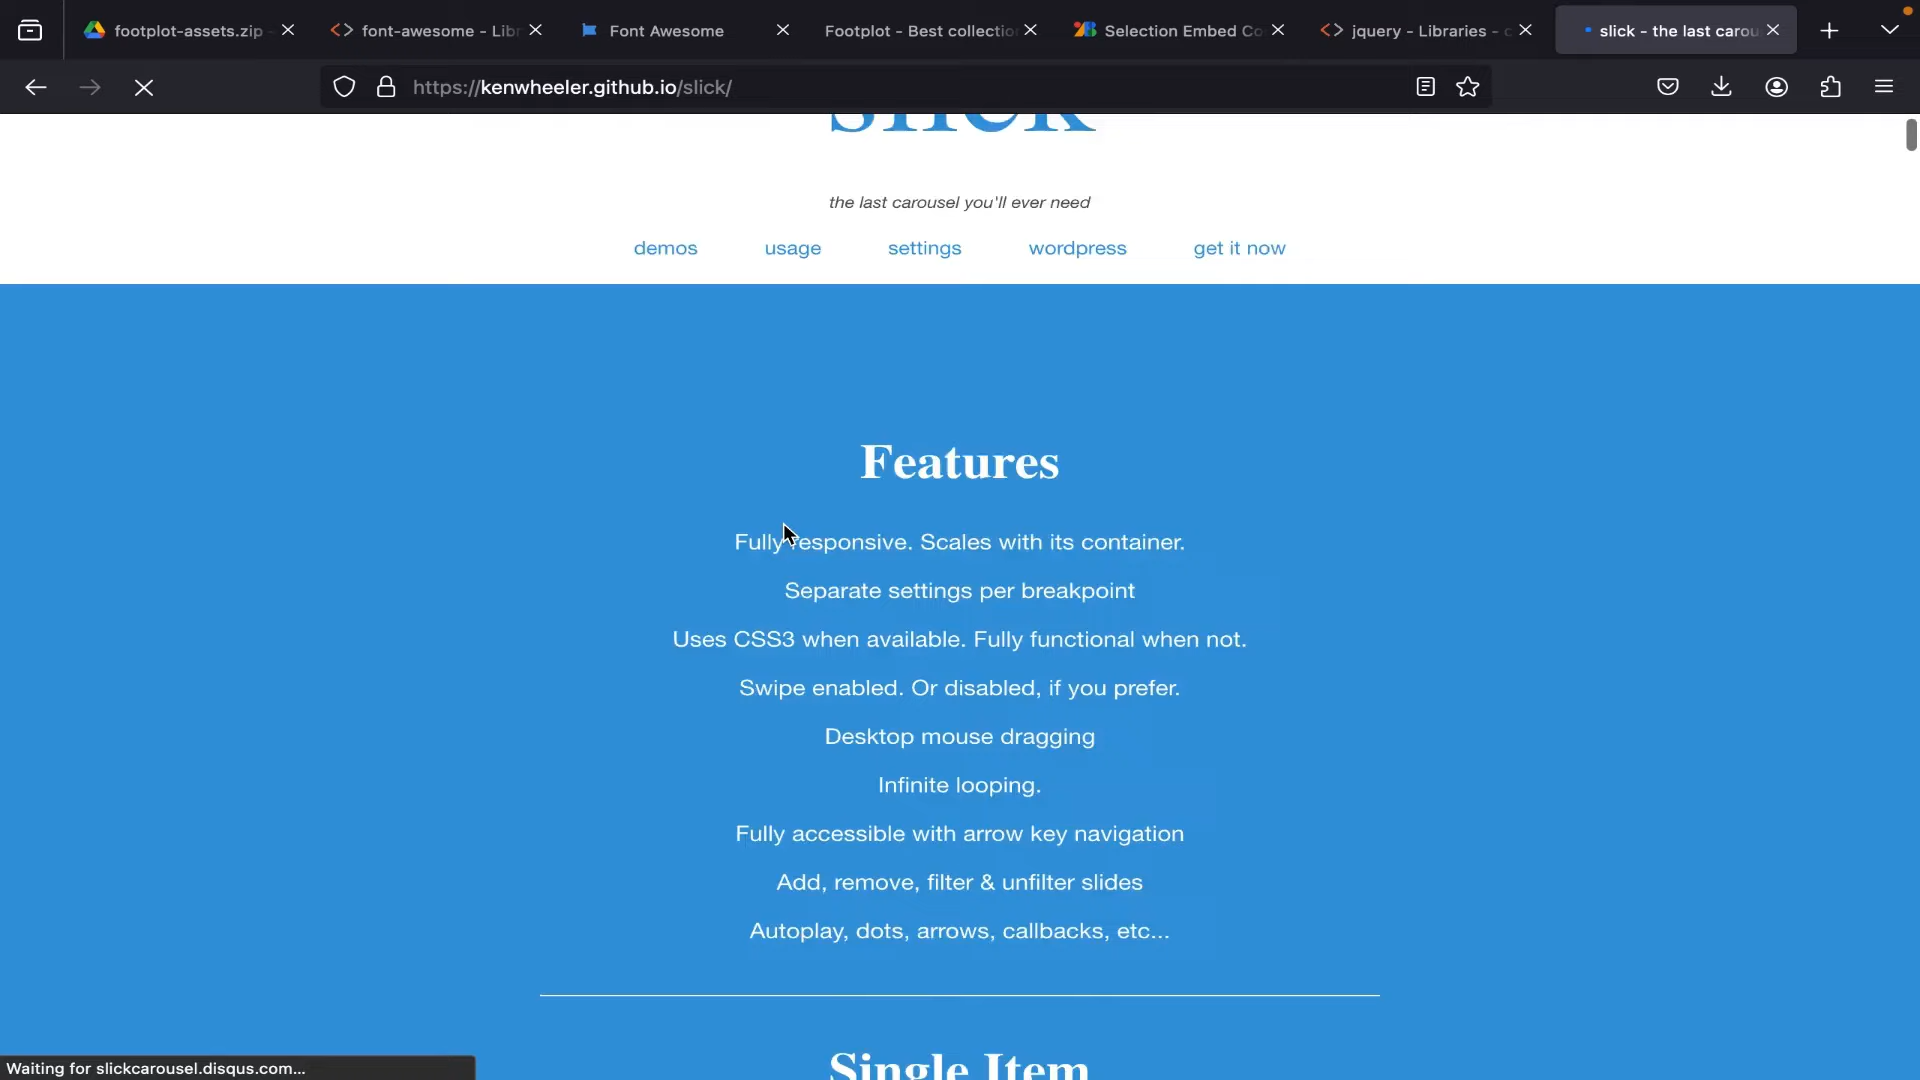 footplot-assets.zip
font-awesome - Lib
Font Awesome
Footplot - Best collectio
Selection Embed Co
jquery - Libraries - c
slick - the last carou
https://kenwheeler.github.io/slick/
slick
the last carousel you'll ever need
demos usage settings wordpress get it now
Features
Fully responsive. Scales with its container.
Separate settings per breakpoint
Uses CSS3 when available. Fully functional when not.
Swipe enabled. Or disabled, if you prefer.
Desktop mouse dragging
Infinite looping.
Fully accessible with arrow key navigation
Add, remove, filter & unfilter slides
Autoplay, dots, arrows, callbacks, etc...
Single Item
Waiting for slickcarousel.disqus.com...